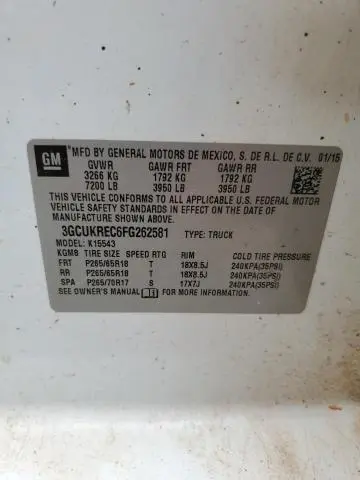 GM
MFD BY GENERAL MOTORS DE MEXICO, S. DE R.L. DE C.V. 01/15
GVWR GAWR FRT GAWR RR
3266 KG 1792 KG 1792 KG
7200 LB 3950 LB 3950 LB
THIS VEHICLE CONFORMS TO ALL APPLICABLE U.S. FEDERAL MOTOR
VEHICLE SAFETY STANDARDS IN EFFECT ON THE DATE OF
MANUFACTURE SHOWN ABOVE.
3GCUKREC6FG262581 TYPE: TRUCK
MODEL: K15543
KGM8 TIRE SIZE SPEED RTG RIM COLD TIRE PRESSURE
FRT P265/65R18 T 18X8.5J 240KPA(35PSI)
RR P265/65R18 T 18X8.5J 240KPA(35PSI)
SPA P265/70R17 S 17X7J 240KPA(35PSI)
SEE OWNER'S MANUAL FOR MORE INFORMATION.